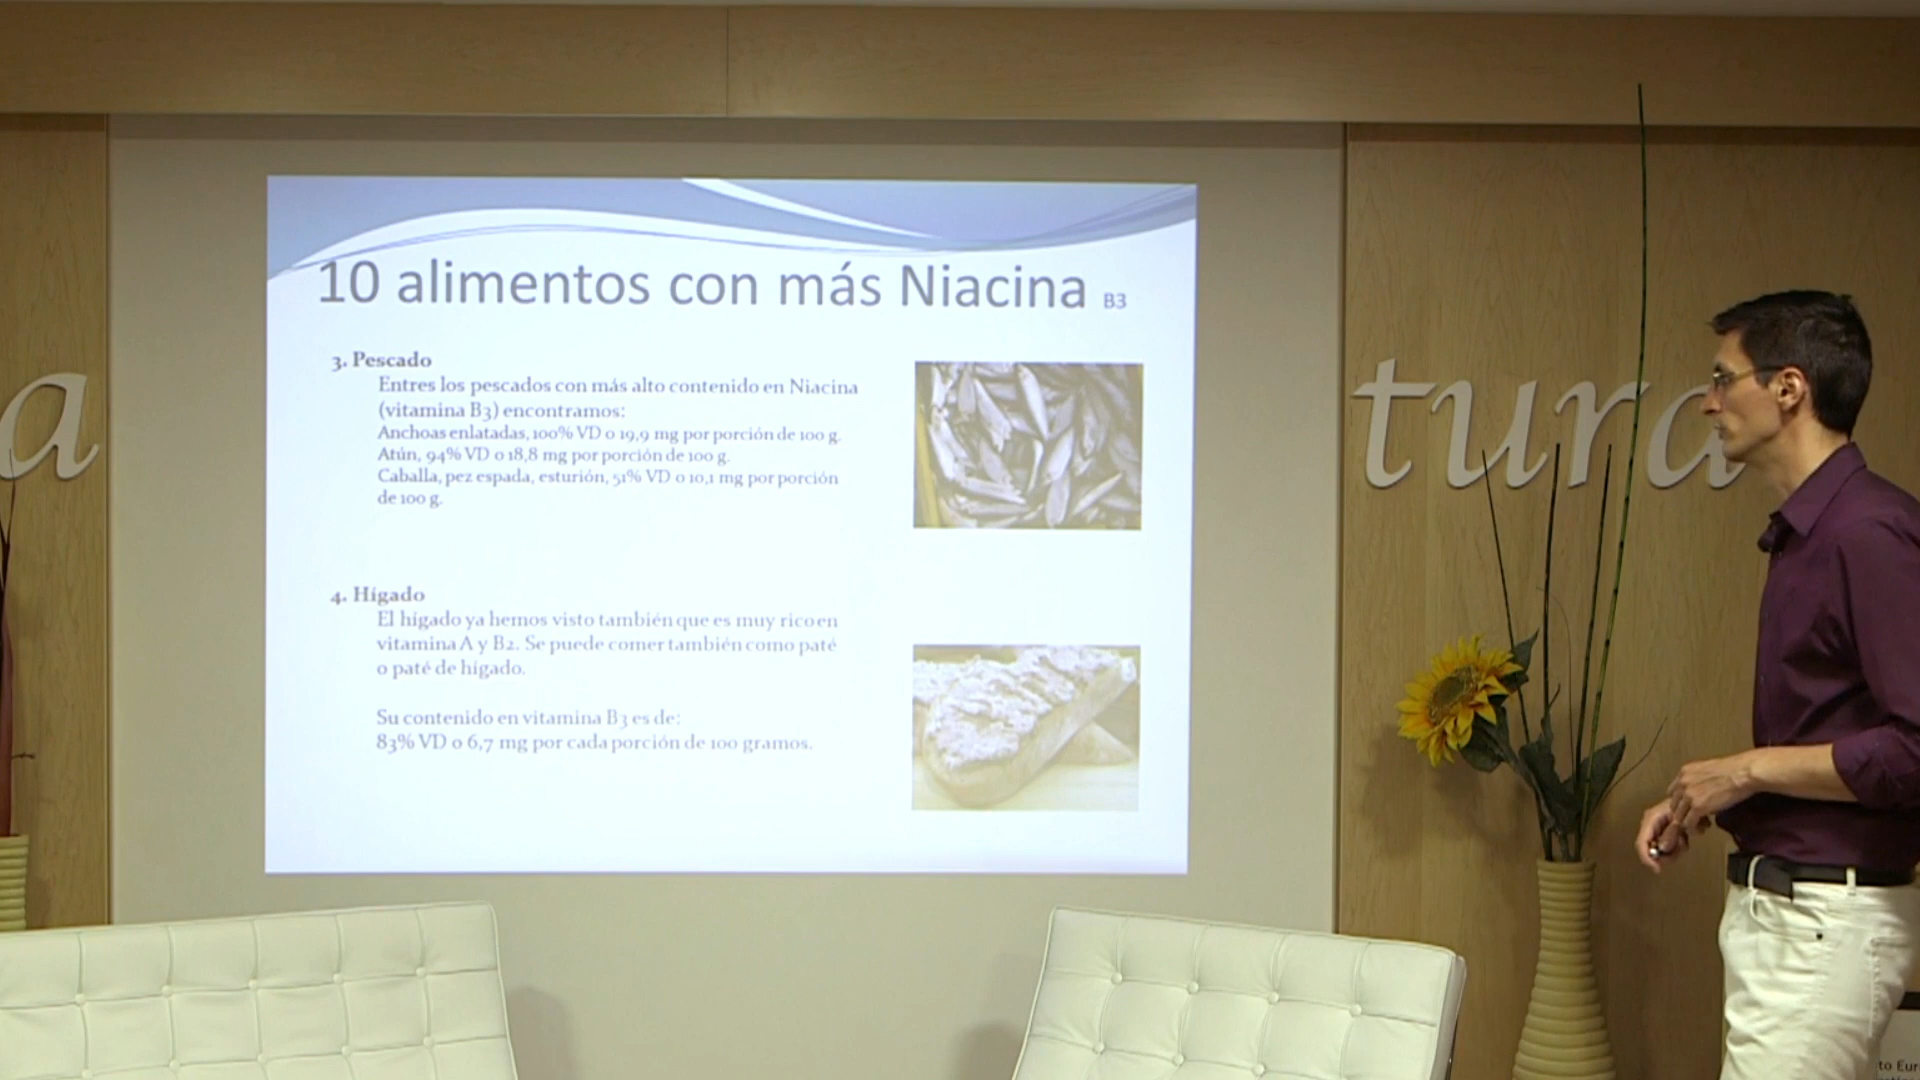 10 alimentos con más Niacina B3
3. Pescado
Entres los pescados con más alto contenido en Niacina
(vitamina B3) encontramos:
Anchoas enlatadas, 100% VD o 19,9 mg por porción de 100 g.
Atún, 94% VD o 18,8 mg por porción de 100 g.
Caballa, pez espada, esturión, 51% VD o 10,1 mg por porción
de 100 g.
4. Hígado
El hígado ya hemos visto también que es muy rico en
vitamina A y B2. Se puede comer también como paté
o paté de hígado.
Su contenido en vitamina B3 es de:
83% VD o 6,7 mg por cada porción de 100 gramos.
a
tura
to Eur